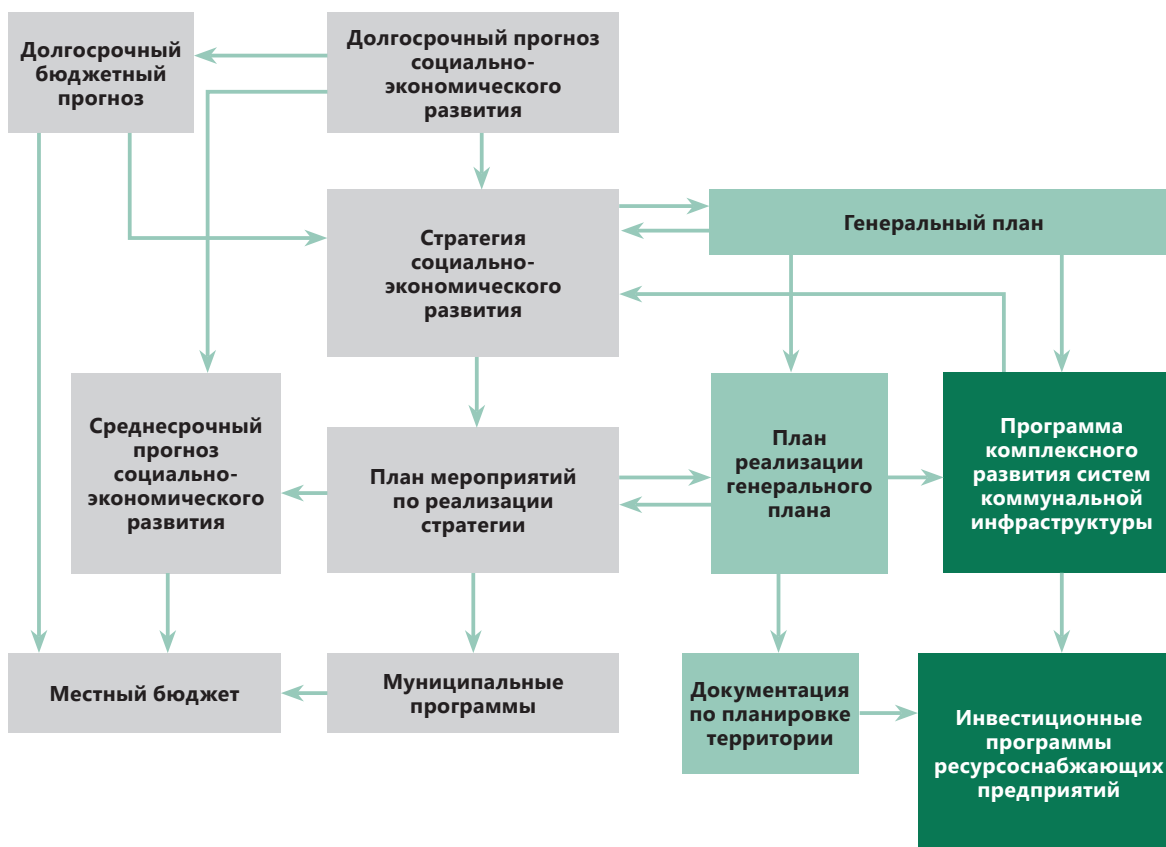 Долгосрочный
бюджетный
прогноз
Долгосрочный прогноз
социально-
экономического
развития
Стратегия
социально-
экономического
развития
Генеральный план
Среднесрочный
прогноз
социально-
экономического
развития
План мероприятий
по реализации
стратегии
План
реализации
генерального
плана
Программа
комплексного
развития систем
коммунальной
инфраструктуры
Местный бюджет
Муниципальные
программы
Документация
по планировке
территории
Инвестиционные
программы
ресурсоснабжающих
предприятий